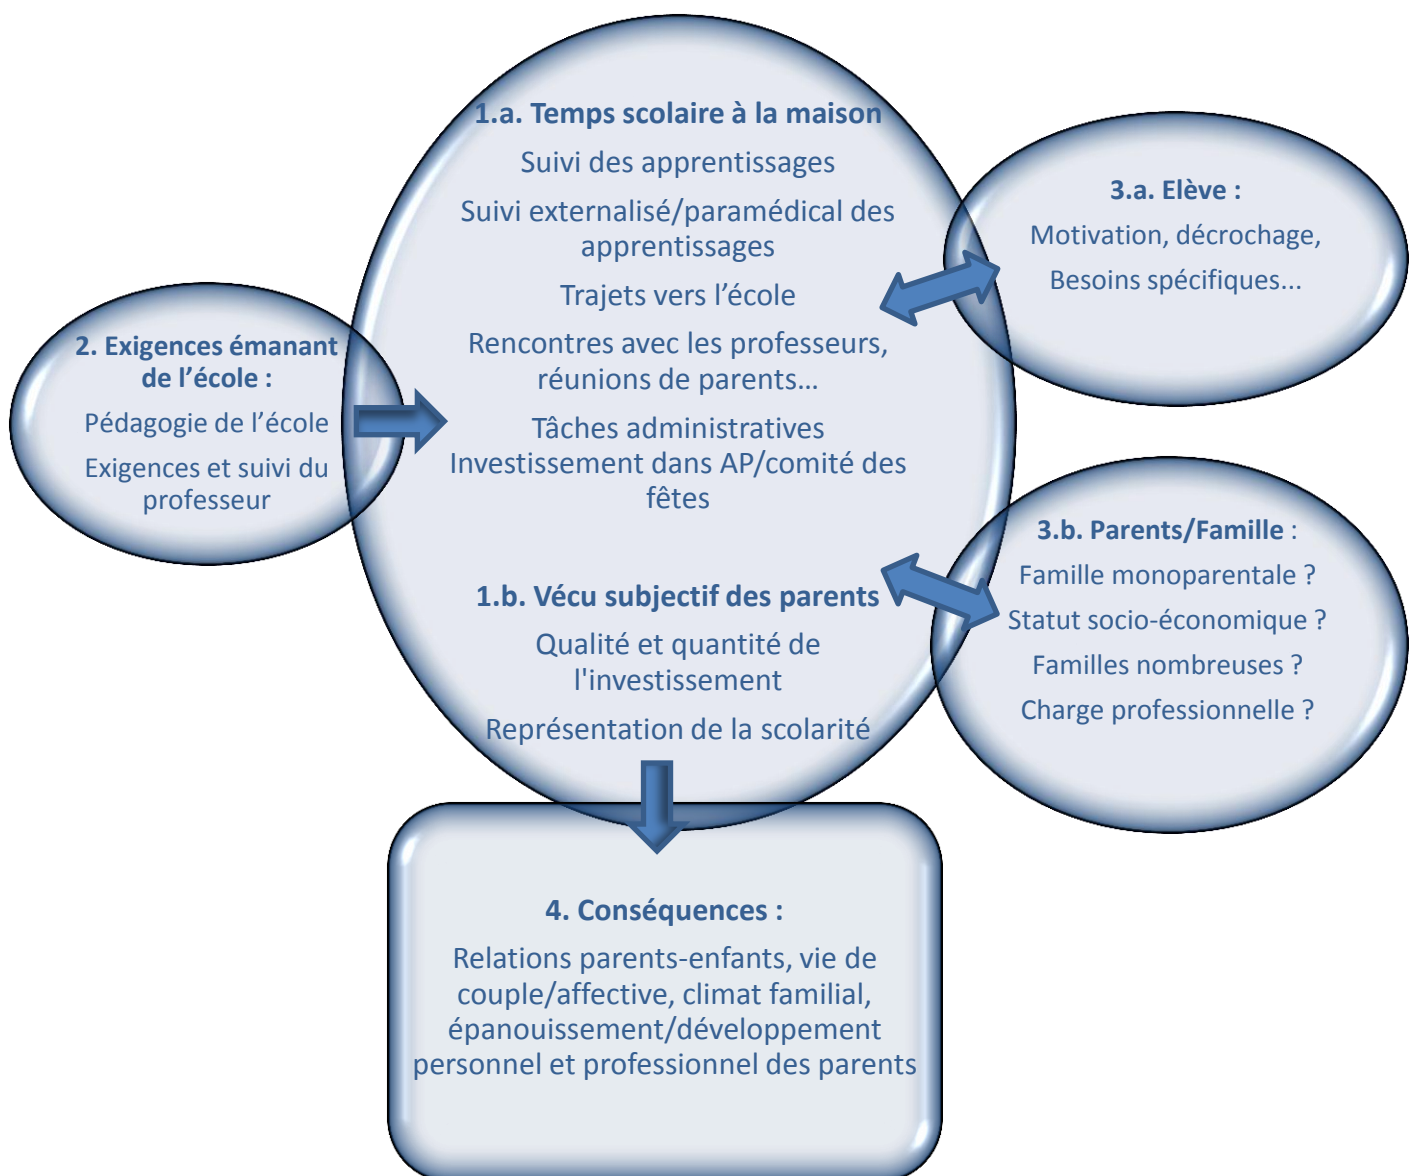 1.a. Temps scolaire à la maison
Suivi des apprentissages
Suivi externalisé/paramédical des
apprentissages
Trajets vers l’école
Rencontres avec les professeurs,
réunions de parents…
Tâches administratives
Investissement dans AP/comité des
fêtes
1.b. Vécu subjectif des parents
Qualité et quantité de
l'investissement
Représentation de la scolarité
2. Exigences émanant
de l’école :
Pédagogie de l’école
Exigences et suivi du
professeur
3.a. Elève :
Motivation, décrochage,
Besoins spécifiques...
3.b. Parents/Famille :
Famille monoparentale ?
Statut socio-économique ?
Familles nombreuses ?
Charge professionnelle ?
4. Conséquences :
Relations parents-enfants, vie de
couple/affective, climat familial,
épanouissement/développement
personnel et professionnel des parents